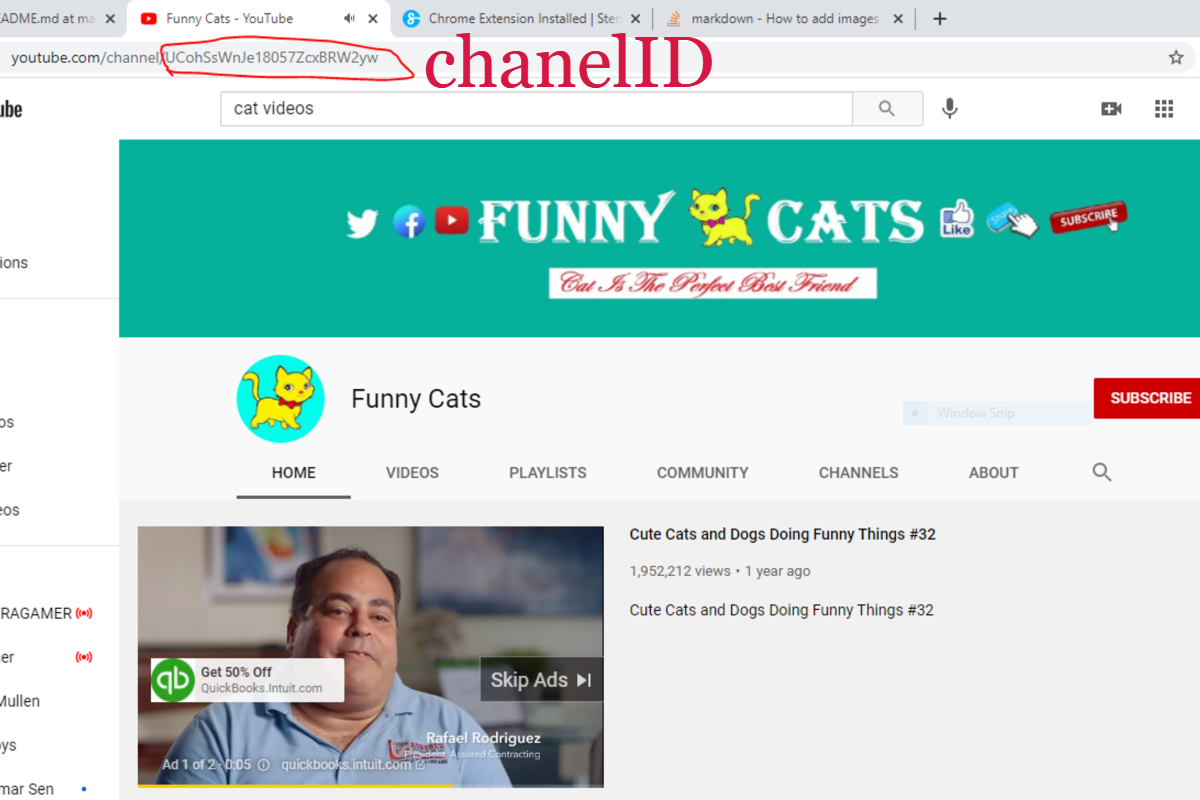 ADME.md at ma
Funny Cats - YouTube
Chrome Extension Installed | Ster
markdown - How to add images
youtube.com/channel/UCohSsWnJe18057ZcxBRW2yw
chanelID
ube
cat videos
FUNNY CATS
Like
SUBSCRIBE
Cat Is The Perfect Best Friend
ions
Funny Cats
Window Snip
SUBSCRIBE
os
er
eos
HOME VIDEOS PLAYLISTS COMMUNITY CHANNELS ABOUT
Cute Cats and Dogs Doing Funny Things #32
1,952,212 views • 1 year ago
Cute Cats and Dogs Doing Funny Things #32
RAGAMER
er
Mullen
ys
mar Sen
qb
Get 50% Off
QuickBooks.Intuit.com
Skip Ads
Rafael Rodriguez
President, Assured Contracting
Ad 1 of 2 · 0:05 quickbooks.intuit.com